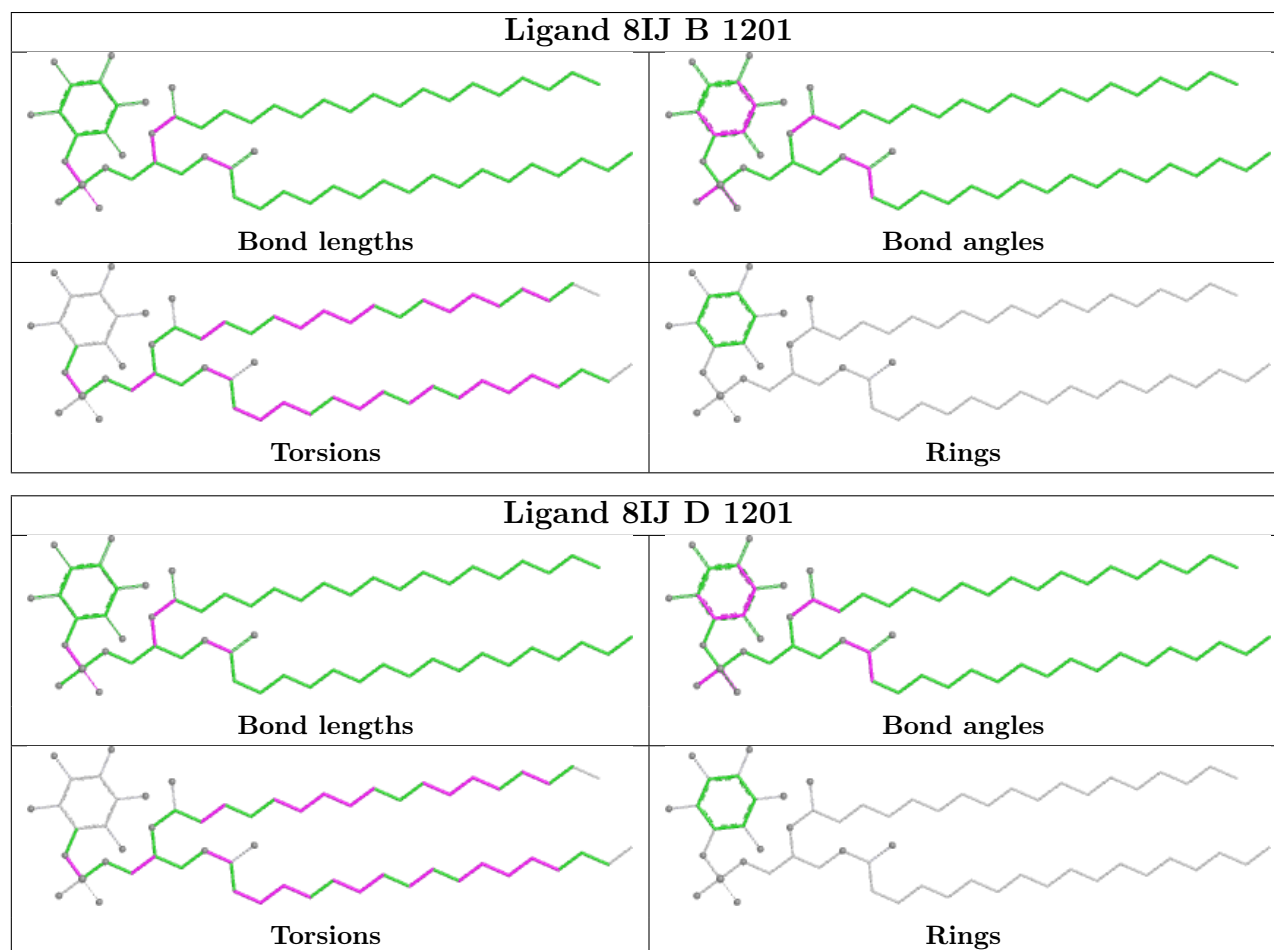 Ligand 8IJ B 1201
Bond lengths
Bond angles
Torsions
Rings
Ligand 8IJ D 1201
Bond lengths
Bond angles
Torsions
Rings